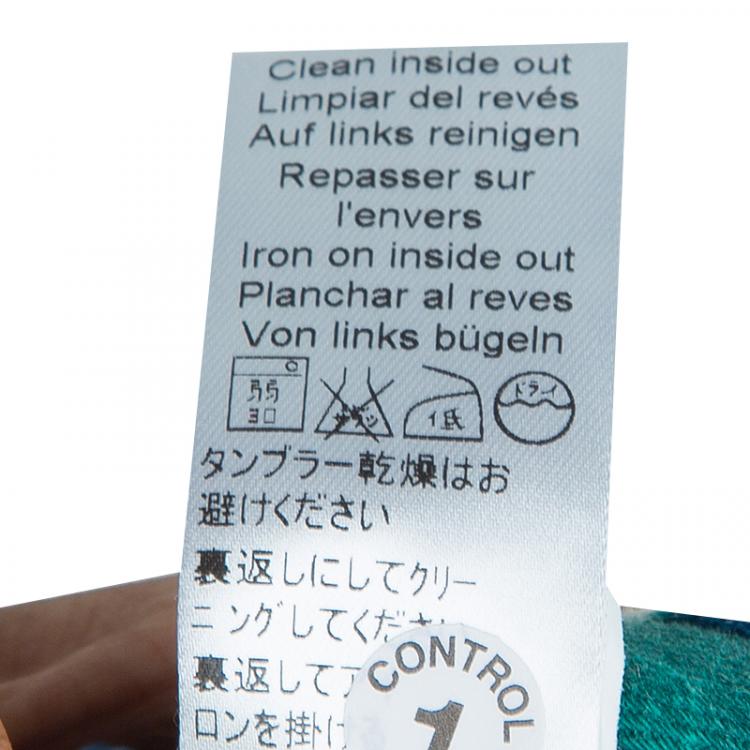 Clean inside out
Limpiar del revés
Auf links reinigen
Repasser sur
l'envers
Iron on inside out
Planchar al reves
Von links bügeln
弱 30 低 ドライ
タンブラー乾燥はお
避けください
裏返しにしてクリー
ニングしてくださ
裏返して
ロンを掛け
CONTROL
1